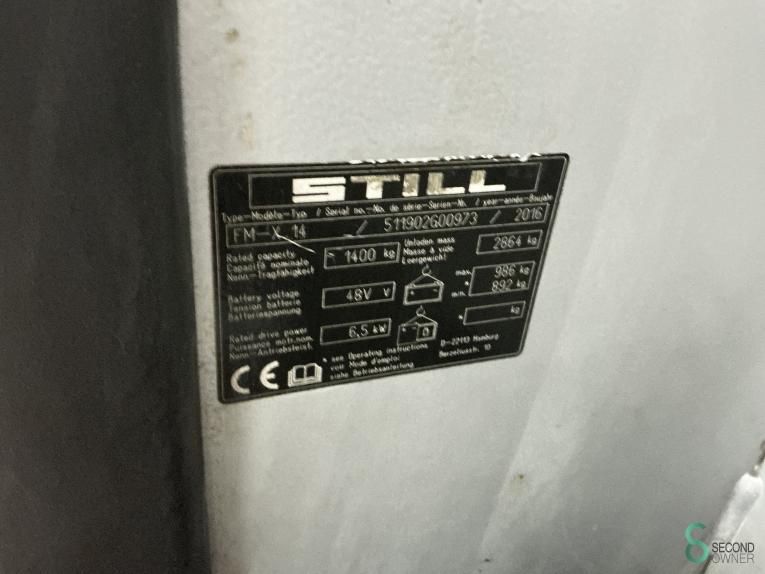 STILL
Type-Modèle-Typ / Serial no.-No. de série-Serien-Nr. / year-année-Baujahr
FM-X 14 / 511902G00973 / 2016
Rated capacity
Capacité nominale
Nenn-Tragfähigkeit
* 1400 kg
Unladen mass
Masse à vide
Leergewicht
2864 kg
Battery voltage
Tension batterie
Batteriespannung
48V V
max. 986 kg
*
min. 892 kg
Rated drive power
Puissance motr.nom.
Nenn-Antriebsleist.
6,5 kW
* kg
CE
* see Operating instructions
voir Mode d'emploi
siehe Betriebsanleitung
D-22113 Hamburg
Berzeliusstr. 10
SECOND
OWNER